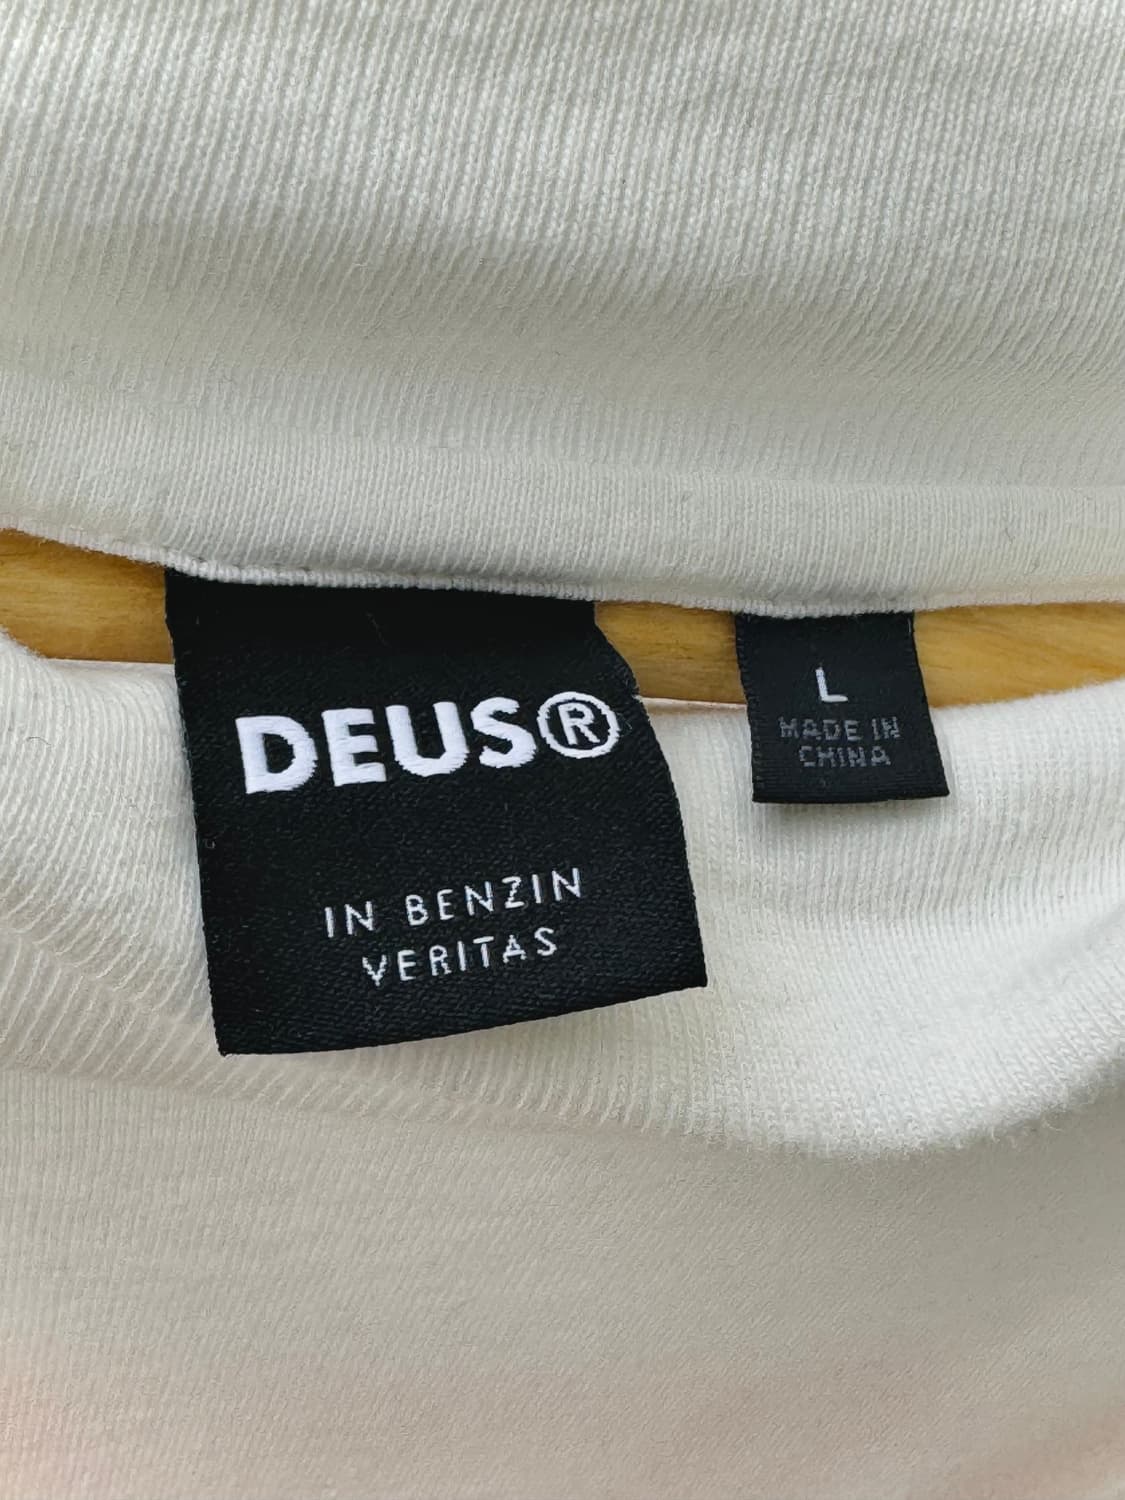 DEUS®
IN BENZIN
VERITAS
L
MADE IN
CHINA